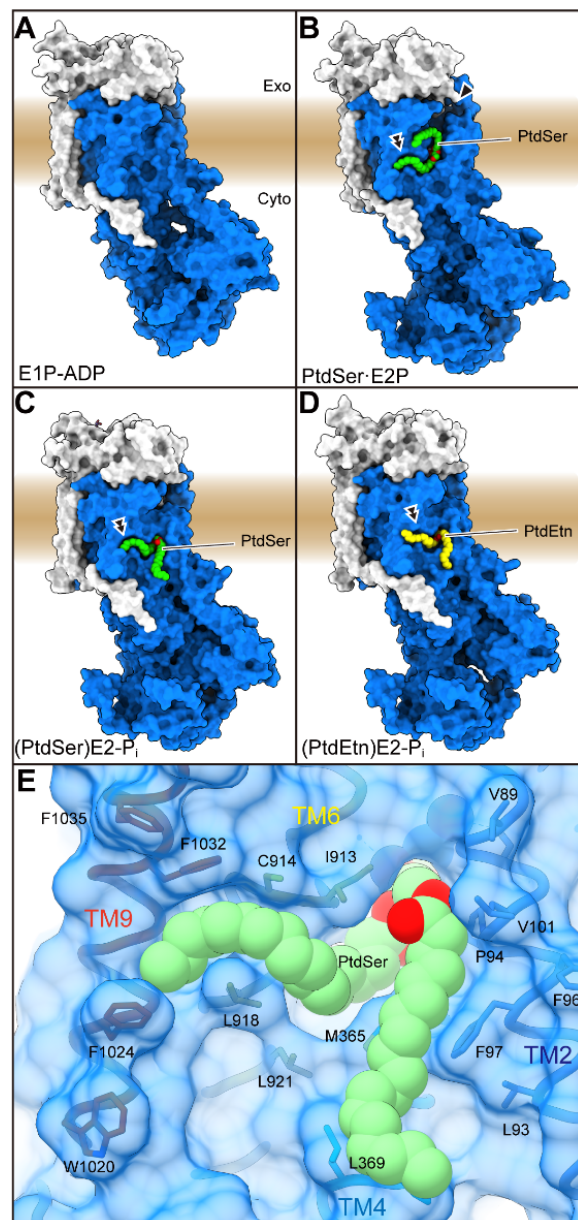 A
Exo
Cyto
E1P-ADP
B
PtdSer
PtdSer·E2P
C
PtdSer
(PtdSer)E2-Pi
D
PtdEtn
(PtdEtn)E2-Pi
E
TM6
V89
F1035
F1032
C914
I913
TM9
V101
PtdSer
P94
F96
L918
M365
F97
TM2
F1024
L921
L93
W1020
L369
TM4